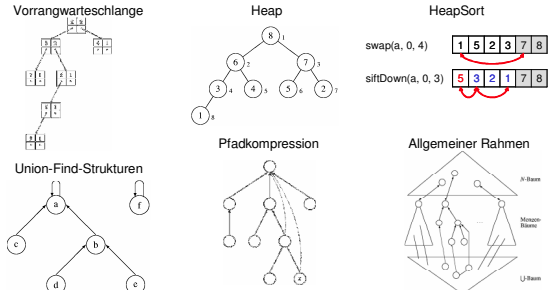 Vorrangwarteschlange
Heap
8 1
6 2
7 3
3 4
4 5
5 6
2 7
1 8
HeapSort
swap(a, 0, 4)
1 5 2 3 7 8
siftDown(a, 0, 3)
5 3 2 1 7 8
Union-Find-Strukturen
a
f
c
b
d
e
Pfadkompression
z
Allgemeiner Rahmen
N-Baum
Mengen-
Bäume
U-Baum